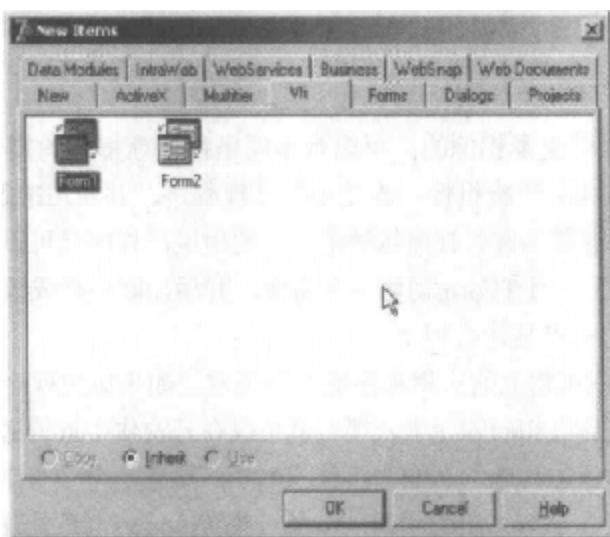 New Items
Data Modules IntraWeb WebServices Business WebSnap Web Documents
New ActiveX Multitier Forms Dialogs Projects
Form1 Form2
Copy Inherit Use
OK Cancel Help